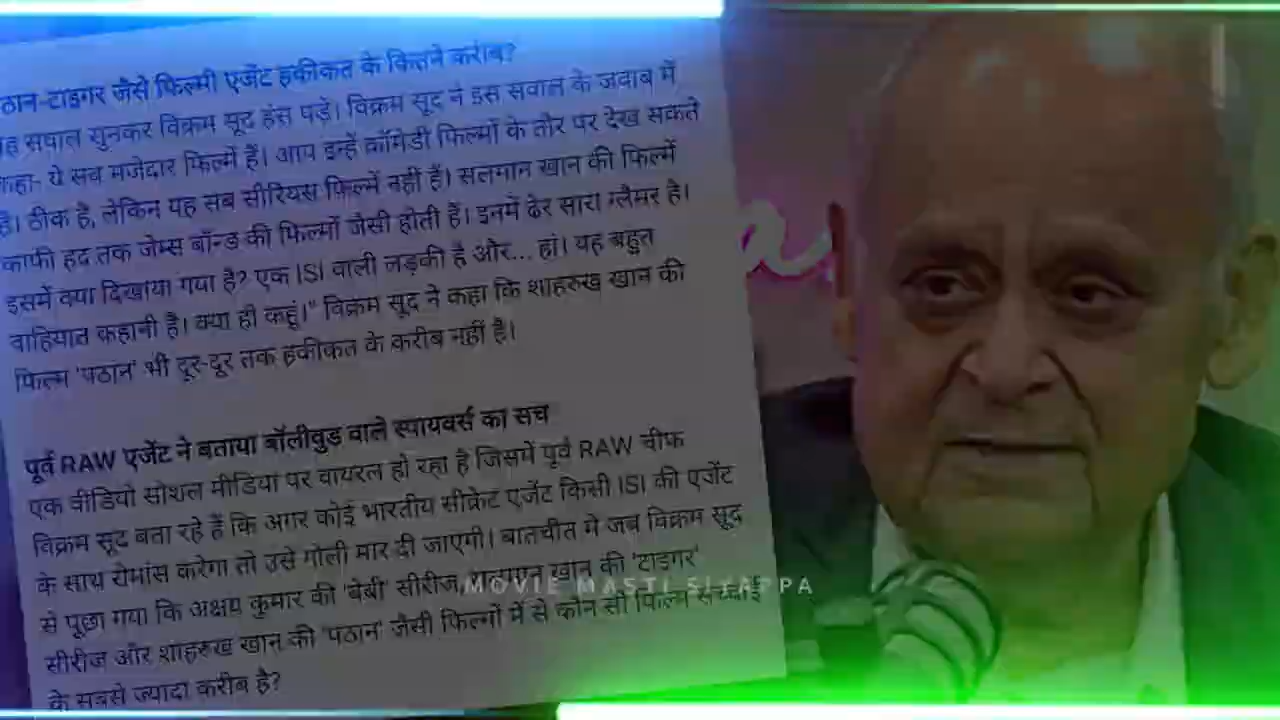 ठान-टाइगर जैसे फिल्मी एजेंट हकीकत के कितने करीब?
ह सवाल सुनकर विक्रम सूद हंस पड़े। विक्रम सूद ने इस सवाल के जवाब में
कहा- ये सब मजेदार फिल्में हैं। आप इन्हें कॉमेडी फिल्मों के तौर पर देख सकते
हैं। ठीक है, लेकिन यह सब सीरियस फ़िल्में नहीं हैं। सलमान खान की फिल्में
काफी हद तक जेम्स बॉन्ड की फिल्मों जैसी होती हैं। इनमें ढेर सारा ग्लैमर है।
इसमें क्या दिखाया गया है? एक ISI वाली लड़की है और... हां। यह बहुत
वाहियात कहानी है। क्या ही कहूं।" विक्रम सूद ने कहा कि शाहरुख खान की
फिल्म 'पठान' भी दूर-दूर तक हकीकत के करीब नहीं है।
पूर्व RAW एजेंट ने बताया बॉलीवुड वाले स्पायवर्स का सच
एक वीडियो सोशल मीडिया पर वायरल हो रहा है जिसमें पूर्व RAW चीफ
विक्रम सूद बता रहे हैं कि अगर कोई भारतीय सीक्रेट एजेंट किसी ISI की एजेंट
के साथ रोमांस करेगा तो उसे गोली मार दी जाएगी। बातचीत में जब विक्रम सूद
से पूछा गया कि अक्षय कुमार की 'बेबी' सीरीज, सलमान खान की 'टाइगर'
सीरीज और शाहरुख खान की 'पठान' जैसी फिल्मों में से कौन सी फिल्म सच्चाई
के सबसे ज्यादा करीब है?
MOVIE MASTI SIYAPPA